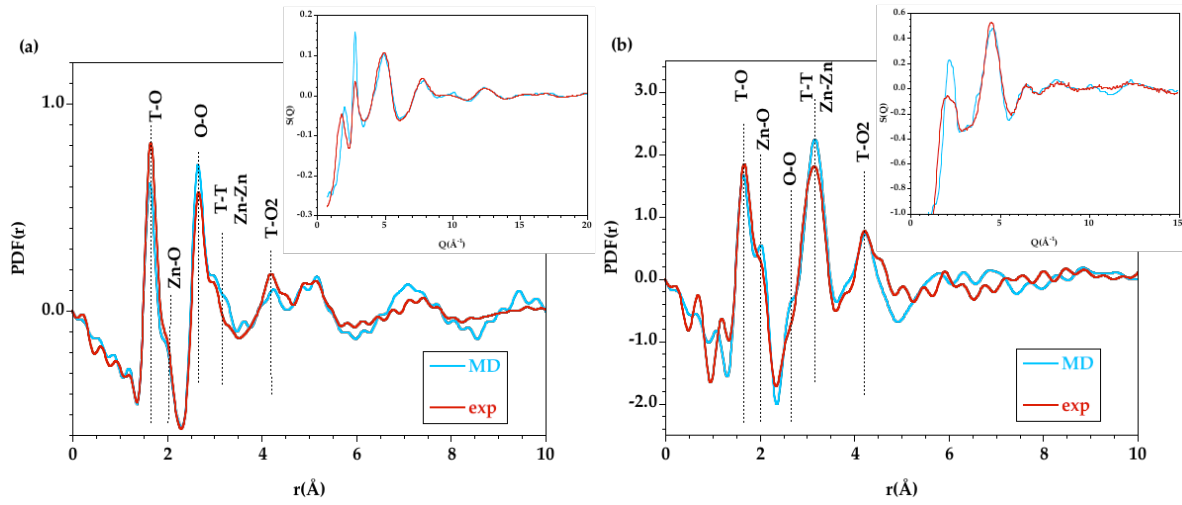 (a)
PDF(r)
1.0
0.0
T-O
Zn-O
O-O
T-T
Zn-Zn
T-O2
MD
exp
0
2
4
6
8
10
r(Å)
S(Q)
0.2
0.1
0.0
-0.1
-0.2
-0.3
0
5
10
15
20
Q(Å⁻¹)
(b)
PDF(r)
3.0
2.0
1.0
0.0
-1.0
-2.0
T-O
Zn-O
O-O
T-T
Zn-Zn
T-O2
MD
exp
0
2
4
6
8
10
r(Å)
S(Q)
0.6
0.4
0.2
0.0
-0.2
-0.4
-0.6
-0.8
-1.0
0
5
10
15
Q(Å⁻¹)